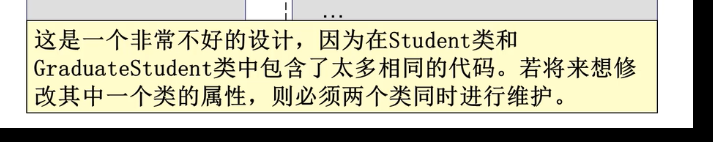 ...
这是一个非常不好的设计，因为在Student类和
GraduateStudent类中包含了太多相同的代码。若将来想修
改其中一个类的属性，则必须两个类同时进行维护。